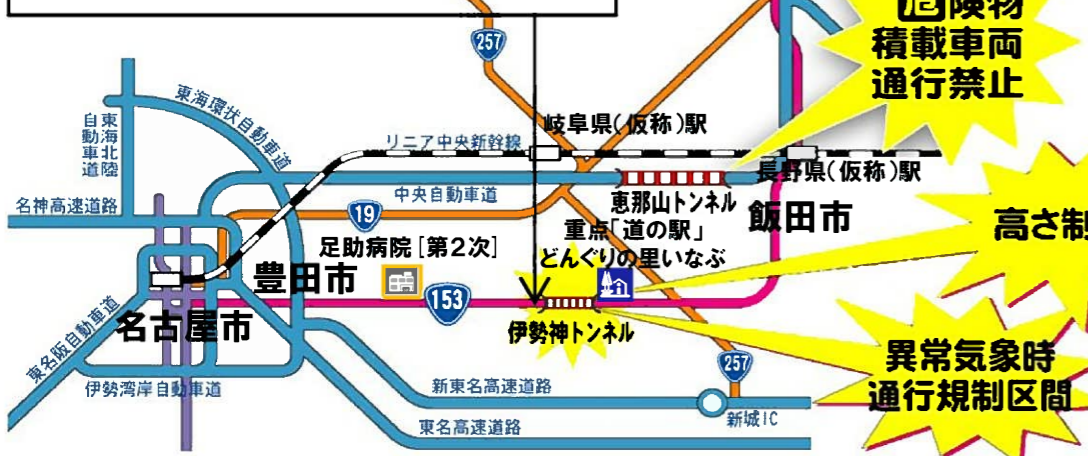 危険物
積載車両
通行禁止
257
東海環状自動車道
東海北陸
自動車道
リニア中央新幹線
岐阜県(仮称)駅
長野県(仮称)駅
名神高速道路
中央自動車道
19
恵那山トンネル
飯田市
高さ制
足助病院[第2次]
重点「道の駅」
どんぐりの里いなぶ
豊田市
153
名古屋市
伊勢神トンネル
東名阪自動車道
伊勢湾岸自動車道
異常気象時
通行規制区間
257
新東名高速道路
新城IC
東名高速道路